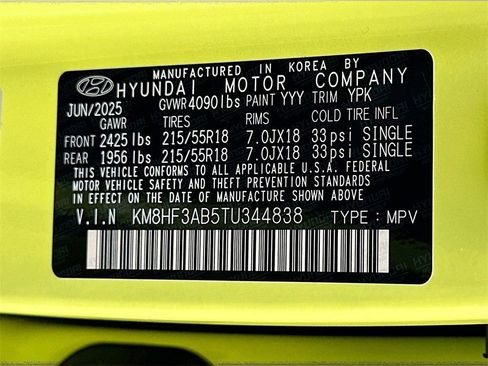 MANUFACTURED IN KOREA BY
HYUNDAI MOTOR COMPANY
JUN/2025 GVWR4090lbs PAINT YYY TRIM YPK
GAWR TIRES RIMS COLD TIRE INFL
FRONT 2425lbs 215/55R18 7.0JX18 33psi SINGLE
REAR 1956lbs 215/55R18 7.0JX18 33psi SINGLE
THIS VEHICLE CONFORMS TO ALL APPLICABLE U.S.A. FEDERAL
MOTOR VEHICLE SAFETY AND THEFT PREVENTION STANDARDS
IN EFFECT ON THE DATE OF MANUFACTURE SHOWN ABOVE
V.I.N KM8HF3AB5TU344838 TYPE:MPV